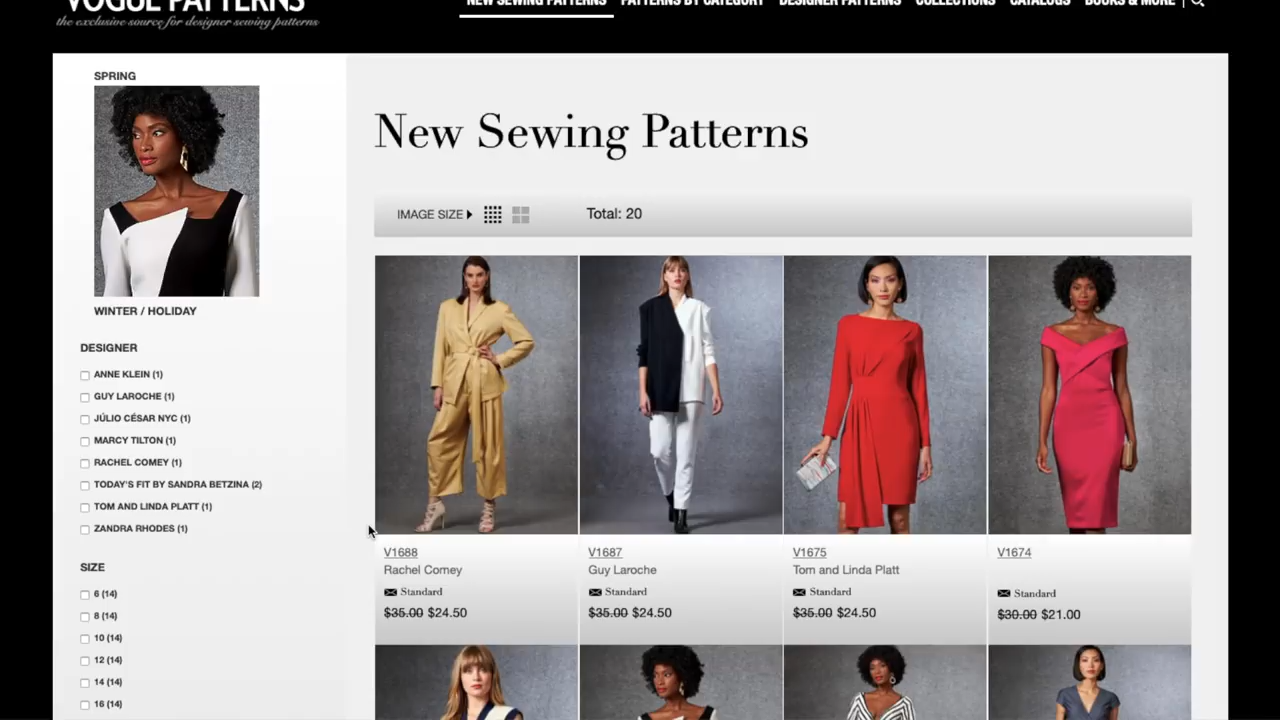 VOGUE PATTERNS
the exclusive source for designer sewing patterns
NEW SEWING PATTERNS PATTERNS BY CATEGORY DESIGNER PATTERNS COLLECTIONS CATALOGS BOOKS & MORE
SPRING
WINTER / HOLIDAY
DESIGNER
ANNE KLEIN (1)
GUY LAROCHE (1)
JÚLIO CÉSAR NYC (1)
MARCY TILTON (1)
RACHEL COMEY (1)
TODAY'S FIT BY SANDRA BETZINA (2)
TOM AND LINDA PLATT (1)
ZANDRA RHODES (1)
SIZE
6 (14)
8 (14)
10 (14)
12 (14)
14 (14)
16 (14)
New Sewing Patterns
IMAGE SIZE Total: 20
V1688
Rachel Comey
Standard
$35.00 $24.50
V1687
Guy Laroche
Standard
$35.00 $24.50
V1675
Tom and Linda Platt
Standard
$35.00 $24.50
V1674
Standard
$30.00 $21.00